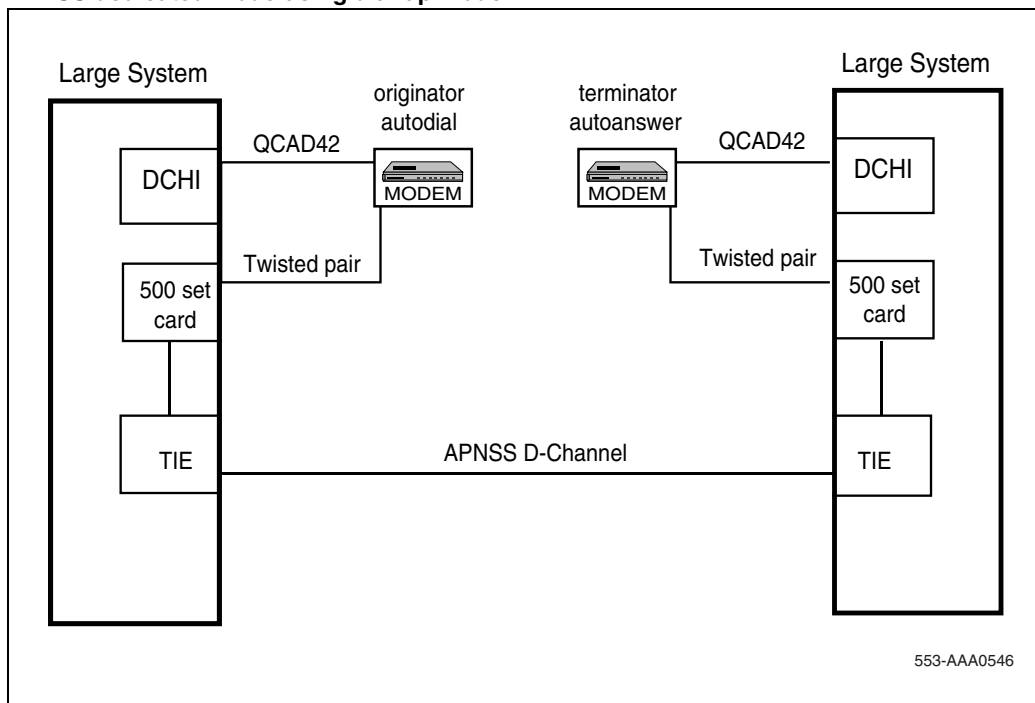 Large System
Large System
originator
autodial
terminator
autoanswer
QCAD42
QCAD42
DCHI
MODEM
MODEM
DCHI
Twisted pair
Twisted pair
500 set
card
500 set
card
TIE
APNSS D-Channel
TIE
553-AAA0546